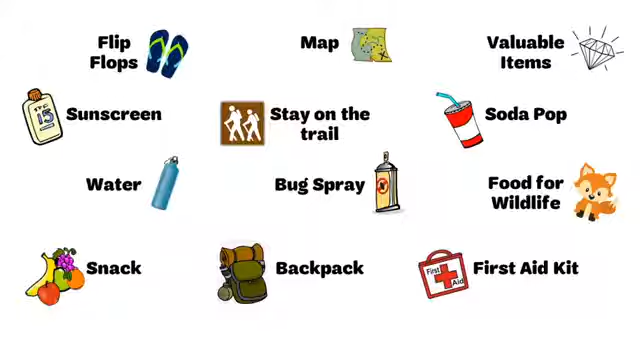 Flip
Flops
Map
Valuable
Items
SPF
15
Sunscreen
Stay on the
trail
Soda Pop
Water
Bug Spray
Food for
Wildlife
Snack
Backpack
First
Aid
First Aid Kit